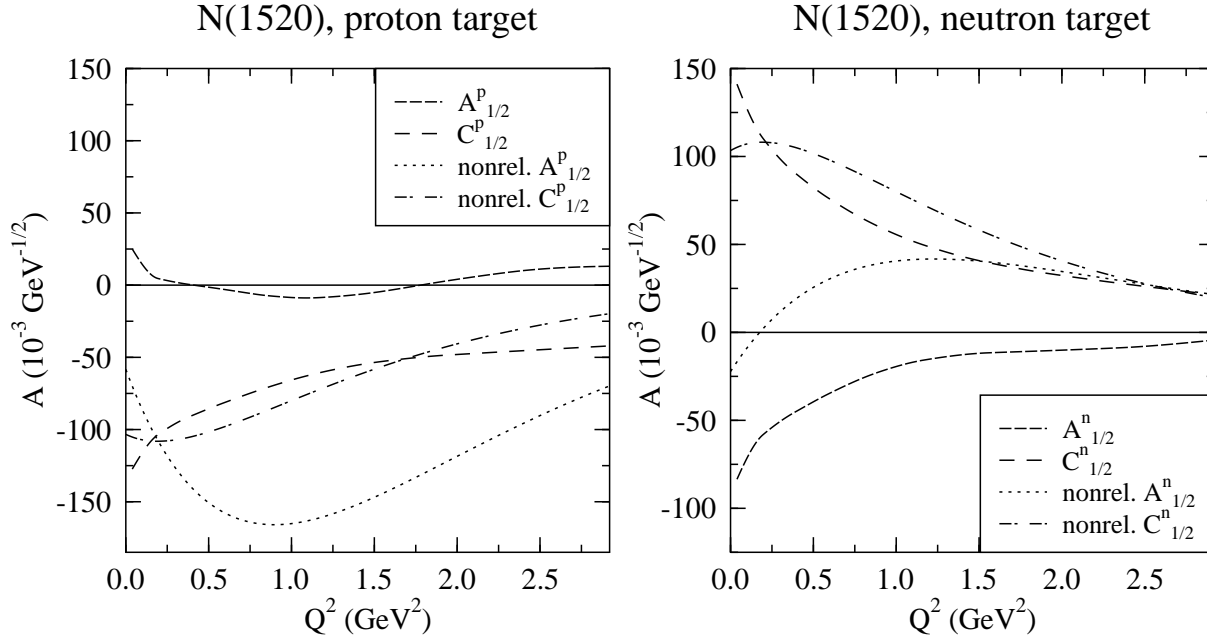 N(1520), proton target
150
100
50
0
-50
-100
-150
A (10^-3 GeV^-1/2)
A^p_1/2
C^p_1/2
nonrel. A^p_1/2
nonrel. C^p_1/2
0.0 0.5 1.0 1.5 2.0 2.5
Q^2 (GeV^2)
N(1520), neutron target
150
100
50
0
-50
-100
A (10^-3 GeV^-1/2)
A^n_1/2
C^n_1/2
nonrel. A^n_1/2
nonrel. C^n_1/2
0.0 0.5 1.0 1.5 2.0 2.5
Q^2 (GeV^2)